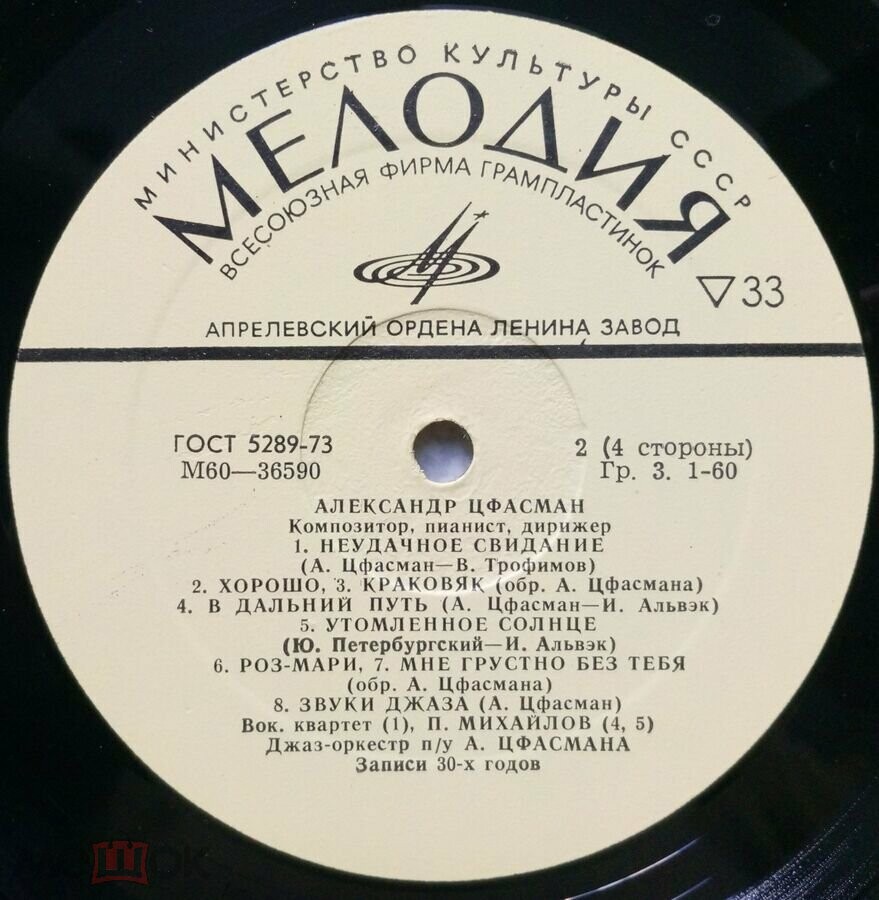 МИНИСТЕРСТВО КУЛЬТУРЫ СССР
МЕЛОДИЯ
ВСЕСОЮЗНАЯ ФИРМА ГРАМПЛАСТИНОК
▽33
АПРЕЛЕВСКИЙ ОРДЕНА ЛЕНИНА ЗАВОД
ГОСТ 5289-73 2 (4 стороны)
М60—36590 Гр. 3. 1-60
АЛЕКСАНДР ЦФАСМАН
Композитор, пианист, дирижер
1. НЕУДАЧНОЕ СВИДАНИЕ
(А. Цфасман—В. Трофимов)
2. ХОРОШО, 3. КРАКОВЯК (обр. А. Цфасмана)
4. В ДАЛЬНИЙ ПУТЬ (А. Цфасман—И. Альвэк)
5. УТОМЛЕННОЕ СОЛНЦЕ
(Ю. Петербургский—И. Альвэк)
6. РОЗ-МАРИ, 7. МНЕ ГРУСТНО БЕЗ ТЕБЯ
(обр. А. Цфасмана)
8. ЗВУКИ ДЖАЗА (А. Цфасман)
Вок. квартет (1), П. МИХАЙЛОВ (4, 5)
Джаз-оркестр п/у А. ЦФАСМАНА
Записи 30-х годов
МЕШОК